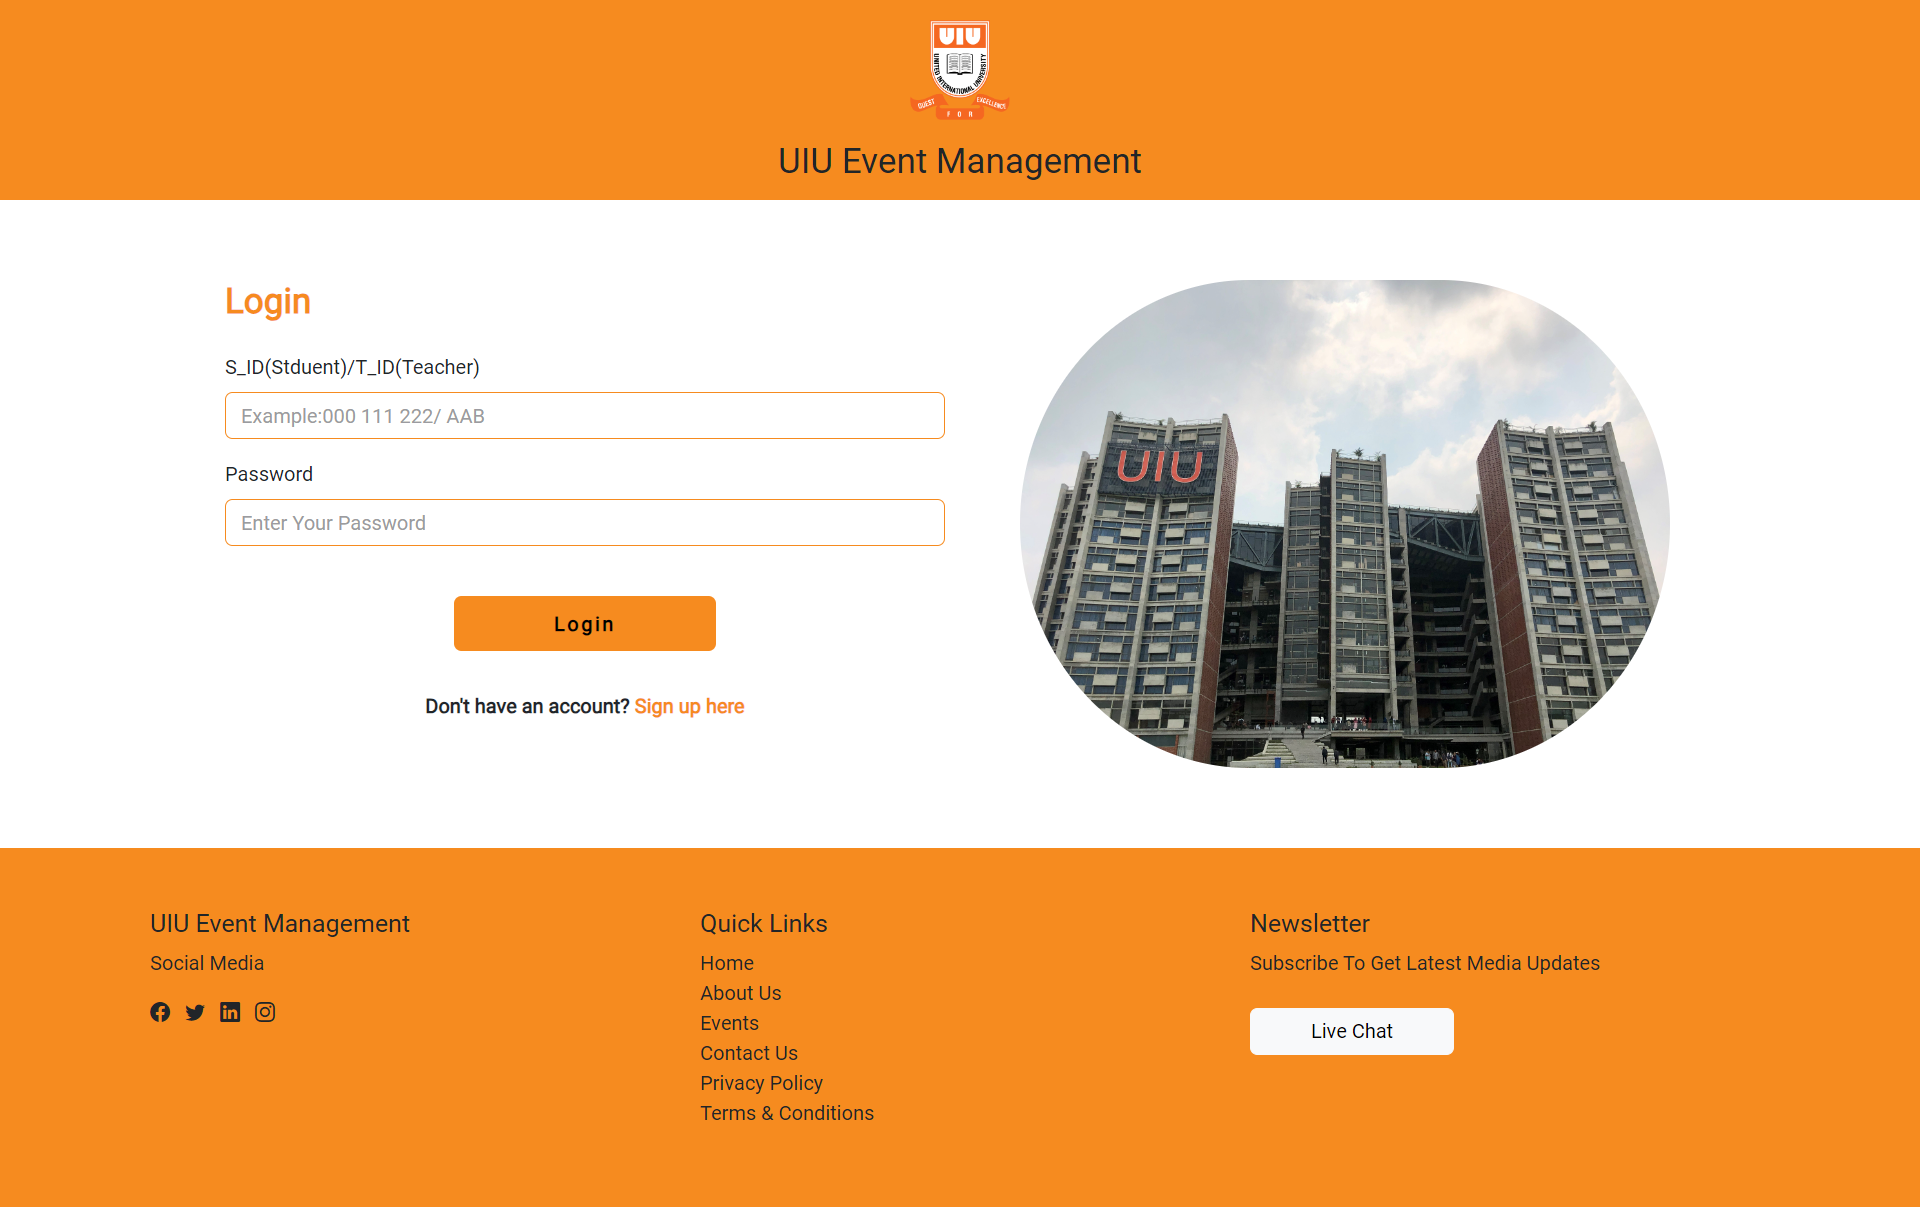 UIU
UNITED INTERNATIONAL UNIVERSITY
QUEST FOR EXCELLENCE
UIU Event Management
Login
S_ID(Stduent)/T_ID(Teacher)
Example:000 111 222/ AAB
Password
Enter Your Password
Login
Don't have an account? Sign up here
UIU
UIU Event Management
Social Media
Quick Links
Home
About Us
Events
Contact Us
Privacy Policy
Terms & Conditions
Newsletter
Subscribe To Get Latest Media Updates
Live Chat